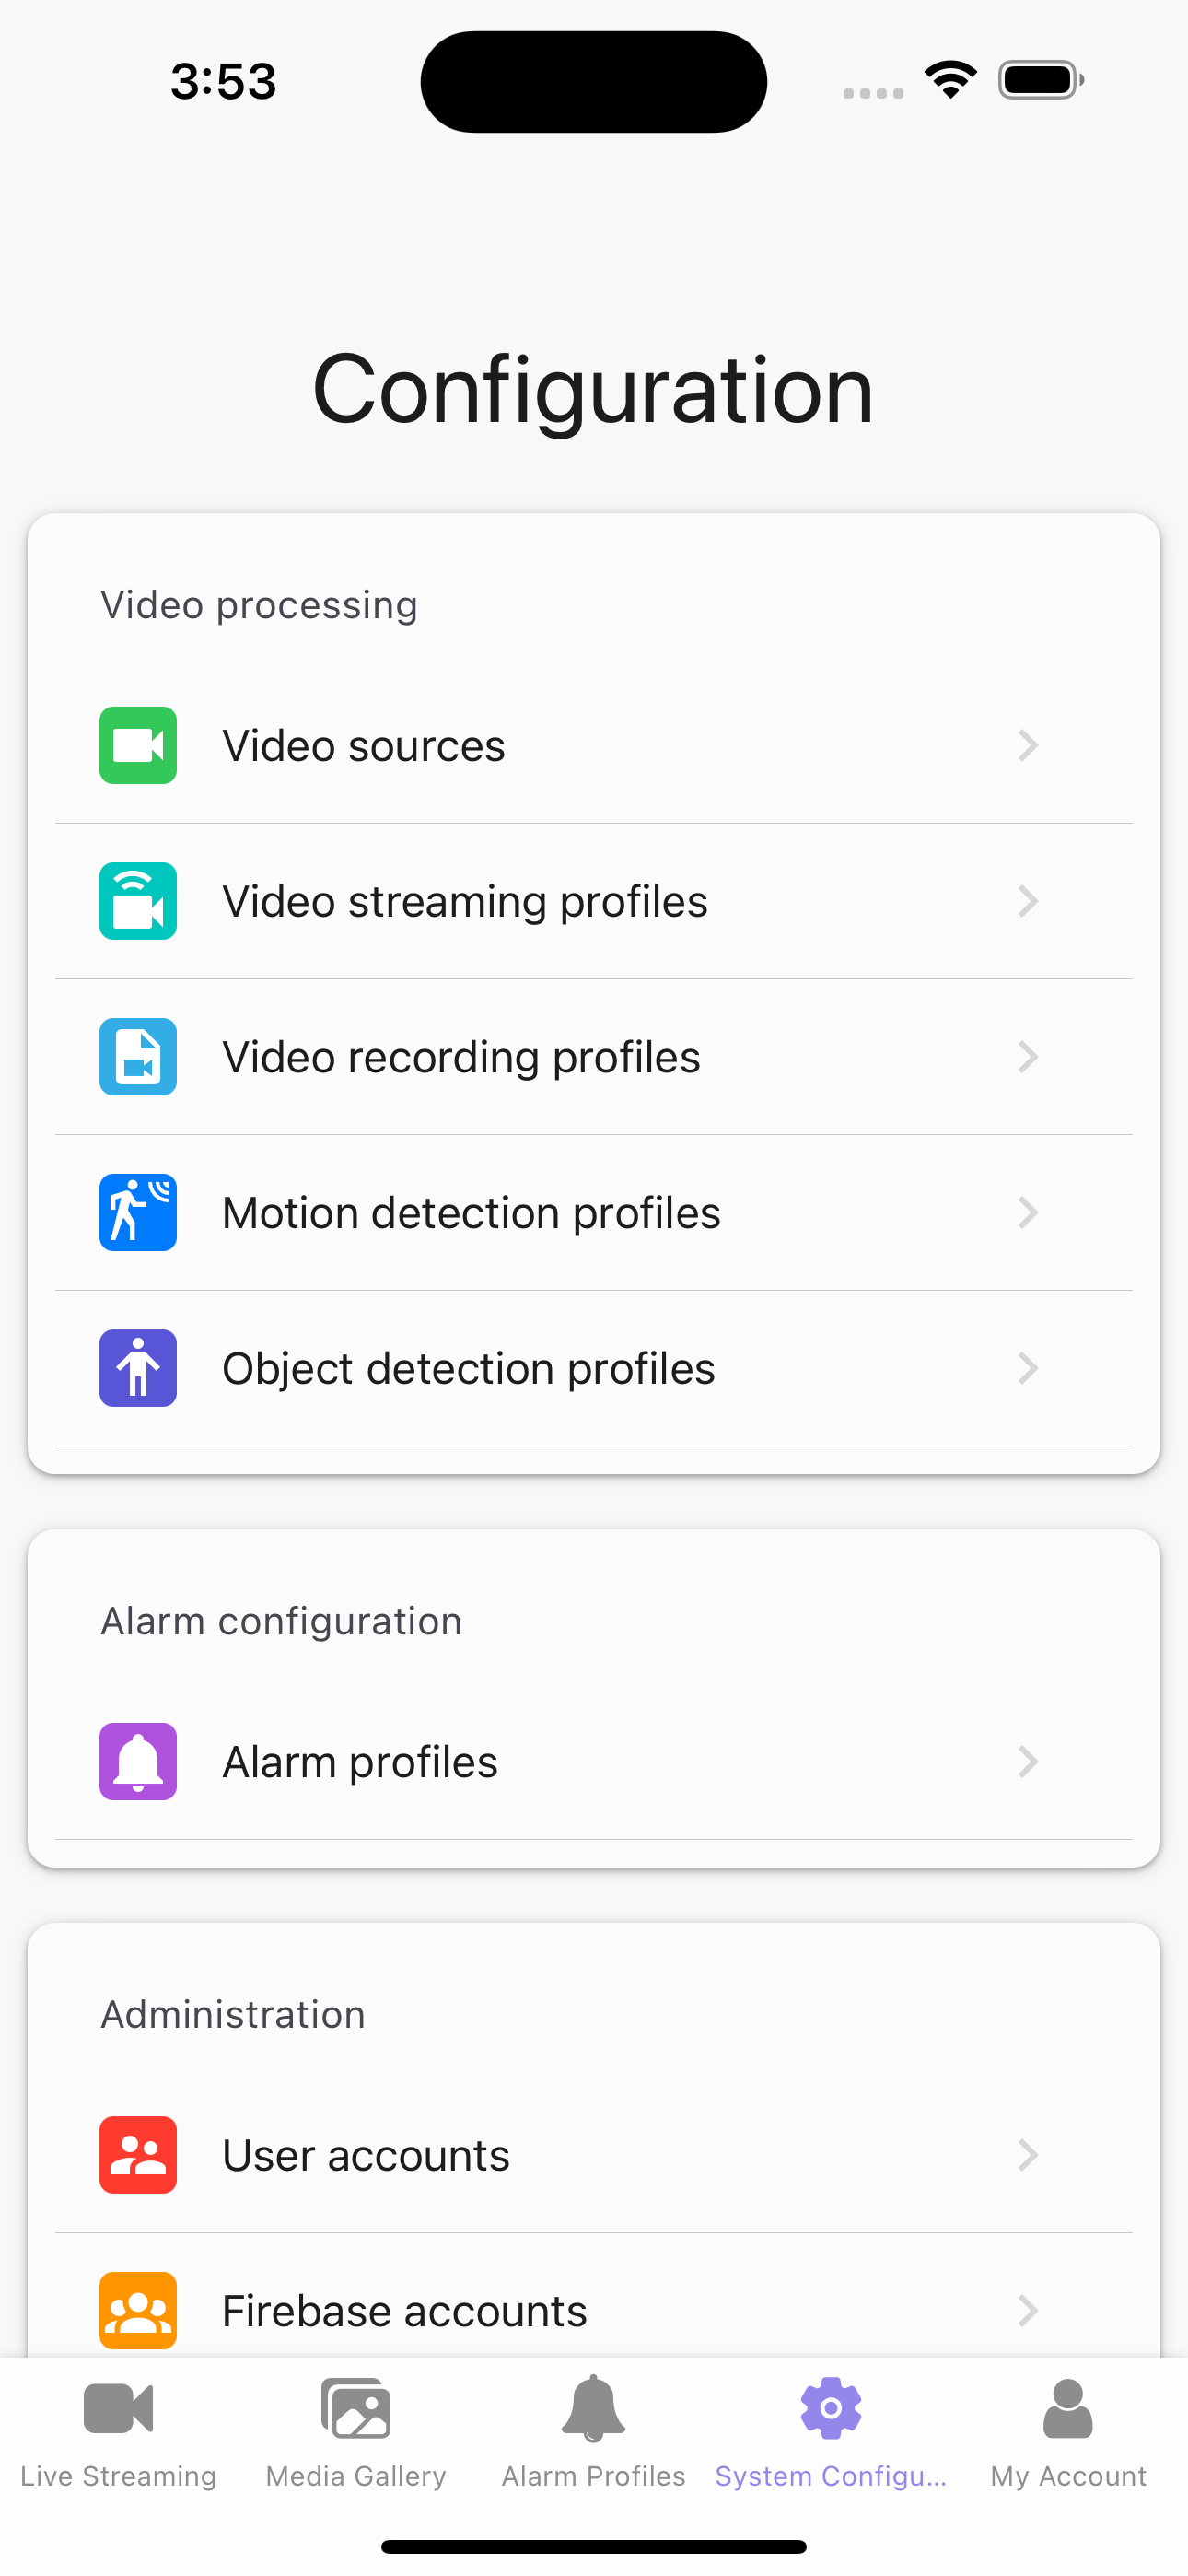 3:53
Configuration
Video processing
Video sources
Video streaming profiles
Video recording profiles
Motion detection profiles
Object detection profiles
Alarm configuration
Alarm profiles
Administration
User accounts
Firebase accounts
Live Streaming
Media Gallery
Alarm Profiles
System Configu...
My Account